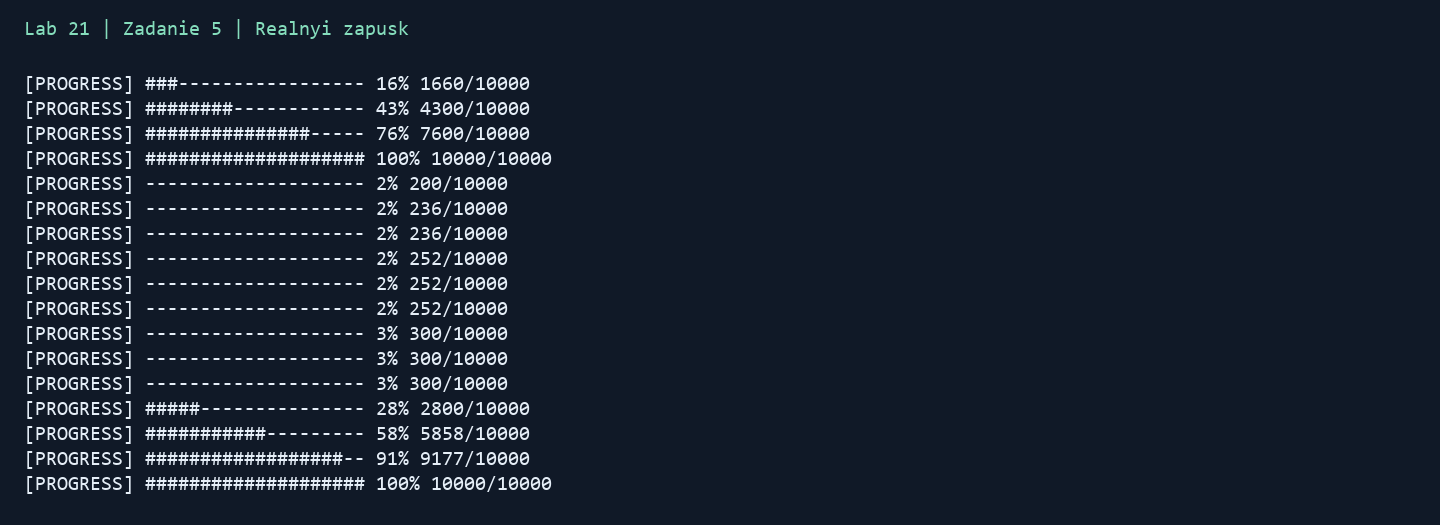 Lab 21 | Zadanie 5 | Realnyi zapusk
[PROGRESS] ###----------------- 16% 1660/10000
[PROGRESS] ########------------ 43% 4300/10000
[PROGRESS] ###############----- 76% 7600/10000
[PROGRESS] #################### 100% 10000/10000
[PROGRESS] -------------------- 2% 200/10000
[PROGRESS] -------------------- 2% 236/10000
[PROGRESS] -------------------- 2% 236/10000
[PROGRESS] -------------------- 2% 252/10000
[PROGRESS] -------------------- 2% 252/10000
[PROGRESS] -------------------- 2% 252/10000
[PROGRESS] -------------------- 3% 300/10000
[PROGRESS] -------------------- 3% 300/10000
[PROGRESS] -------------------- 3% 300/10000
[PROGRESS] #####--------------- 28% 2800/10000
[PROGRESS] ###########--------- 58% 5858/10000
[PROGRESS] ##################-- 91% 9177/10000
[PROGRESS] #################### 100% 10000/10000